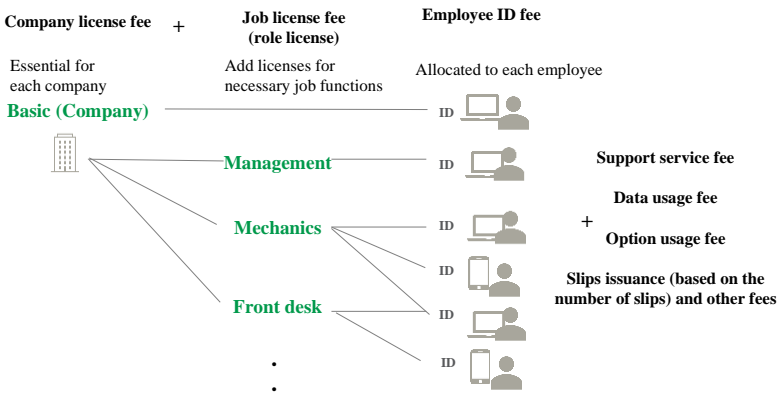 Company license fee
+
Job license fee
(role license)
Employee ID fee
Essential for
each company
Add licenses for
necessary job functions
Allocated to each employee
Basic (Company)
ID
Management
ID
Support service fee
Data usage fee
Mechanics
ID
+
Option usage fee
ID
Slips issuance (based on the
number of slips) and other fees
Front desk
ID
ID
.
.